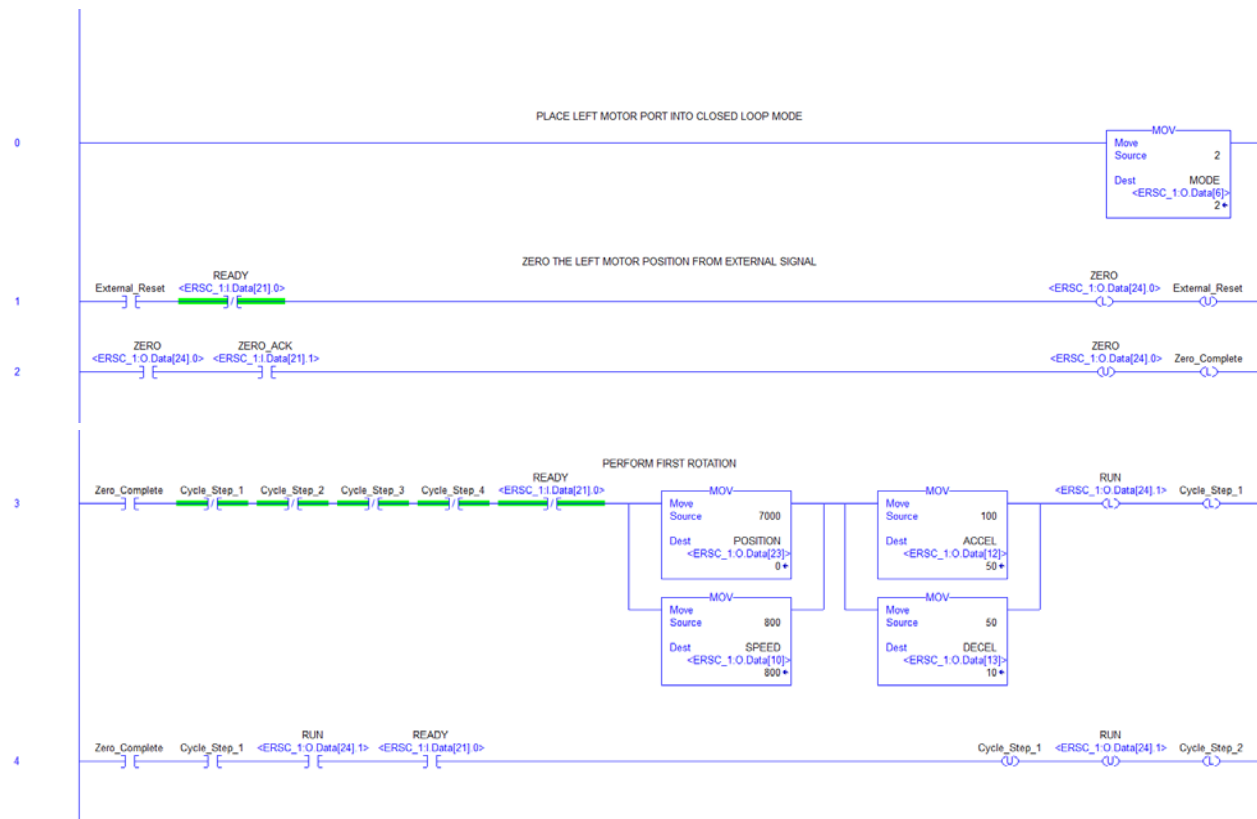 PLACE LEFT MOTOR PORT INTO CLOSED LOOP MODE
0
MOV
Move
Source 2
Dest MODE
<ERSC_1:O.Data[6]>
2
ZERO THE LEFT MOTOR POSITION FROM EXTERNAL SIGNAL
READY ZERO
External_Reset <ERSC_1:I.Data[21].0> <ERSC_1:O.Data[24].0> External_Reset
1 L U
ZERO ZERO_ACK ZERO
<ERSC_1:O.Data[24].0> <ERSC_1:I.Data[21].1> <ERSC_1:O.Data[24].0> Zero_Complete
2 U L
PERFORM FIRST ROTATION
READY RUN
Zero_Complete Cycle_Step_1 Cycle_Step_2 Cycle_Step_3 Cycle_Step_4 <ERSC_1:I.Data[21].0> MOV MOV <ERSC_1:O.Data[24].1> Cycle_Step_1
3 Move Move L L
Source 7000 Source 100
Dest POSITION Dest ACCEL
<ERSC_1:O.Data[23]> <ERSC_1:O.Data[12]>
0 50
MOV MOV
Move Move
Source 800 Source 50
Dest SPEED Dest DECEL
<ERSC_1:O.Data[10]> <ERSC_1:O.Data[13]>
800 10
RUN READY RUN
Zero_Complete Cycle_Step_1 <ERSC_1:O.Data[24].1> <ERSC_1:I.Data[21].0> Cycle_Step_1 <ERSC_1:O.Data[24].1> Cycle_Step_2
4 U U L